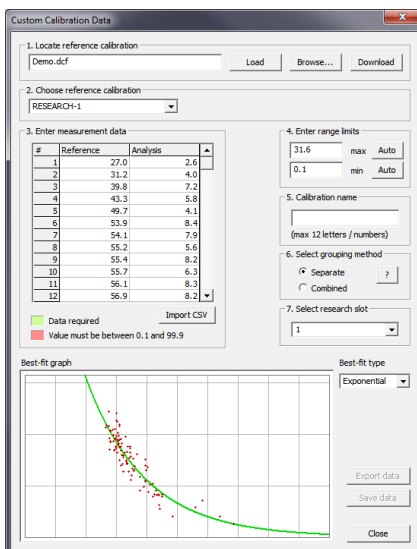 Custom Calibration Data
1. Locate reference calibration
Demo.dcf Load Browse... Download
2. Choose reference calibration
RESEARCH-1
3. Enter measurement data
# Reference Analysis
1 27.0 2.6
2 31.2 4.0
3 39.8 7.2
4 43.3 5.8
5 49.7 4.1
6 53.9 8.4
7 54.1 7.9
8 55.2 5.6
9 55.4 8.2
10 55.7 6.3
11 56.1 8.3
12 56.9 8.2
Data required
Import CSV
Value must be between 0.1 and 99.9
4. Enter range limits
31.6 max Auto
0.1 min Auto
5. Calibration name
(max 12 letters / numbers)
6. Select grouping method
Separate
?
Combined
7. Select research slot
1
Best-fit graph
Best-fit type
Exponential
Export data
Save data
Close